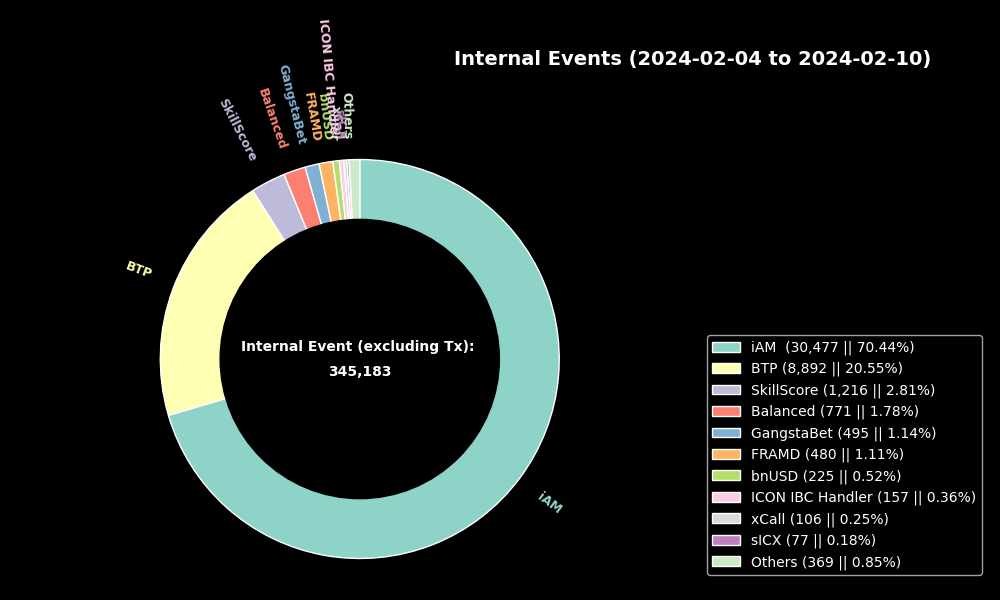 Internal Events (2024-02-04 to 2024-02-10)
Others
ICON IBC Handler
bnUSD
FRAMD
GangstaBet
Balanced
SkillScore
BTP
iAM
Internal Event (excluding Tx):
345,183
iAM (30,477 || 70.44%)
BTP (8,892 || 20.55%)
SkillScore (1,216 || 2.81%)
Balanced (771 || 1.78%)
GangstaBet (495 || 1.14%)
FRAMD (480 || 1.11%)
bnUSD (225 || 0.52%)
ICON IBC Handler (157 || 0.36%)
xCall (106 || 0.25%)
sICX (77 || 0.18%)
Others (369 || 0.85%)